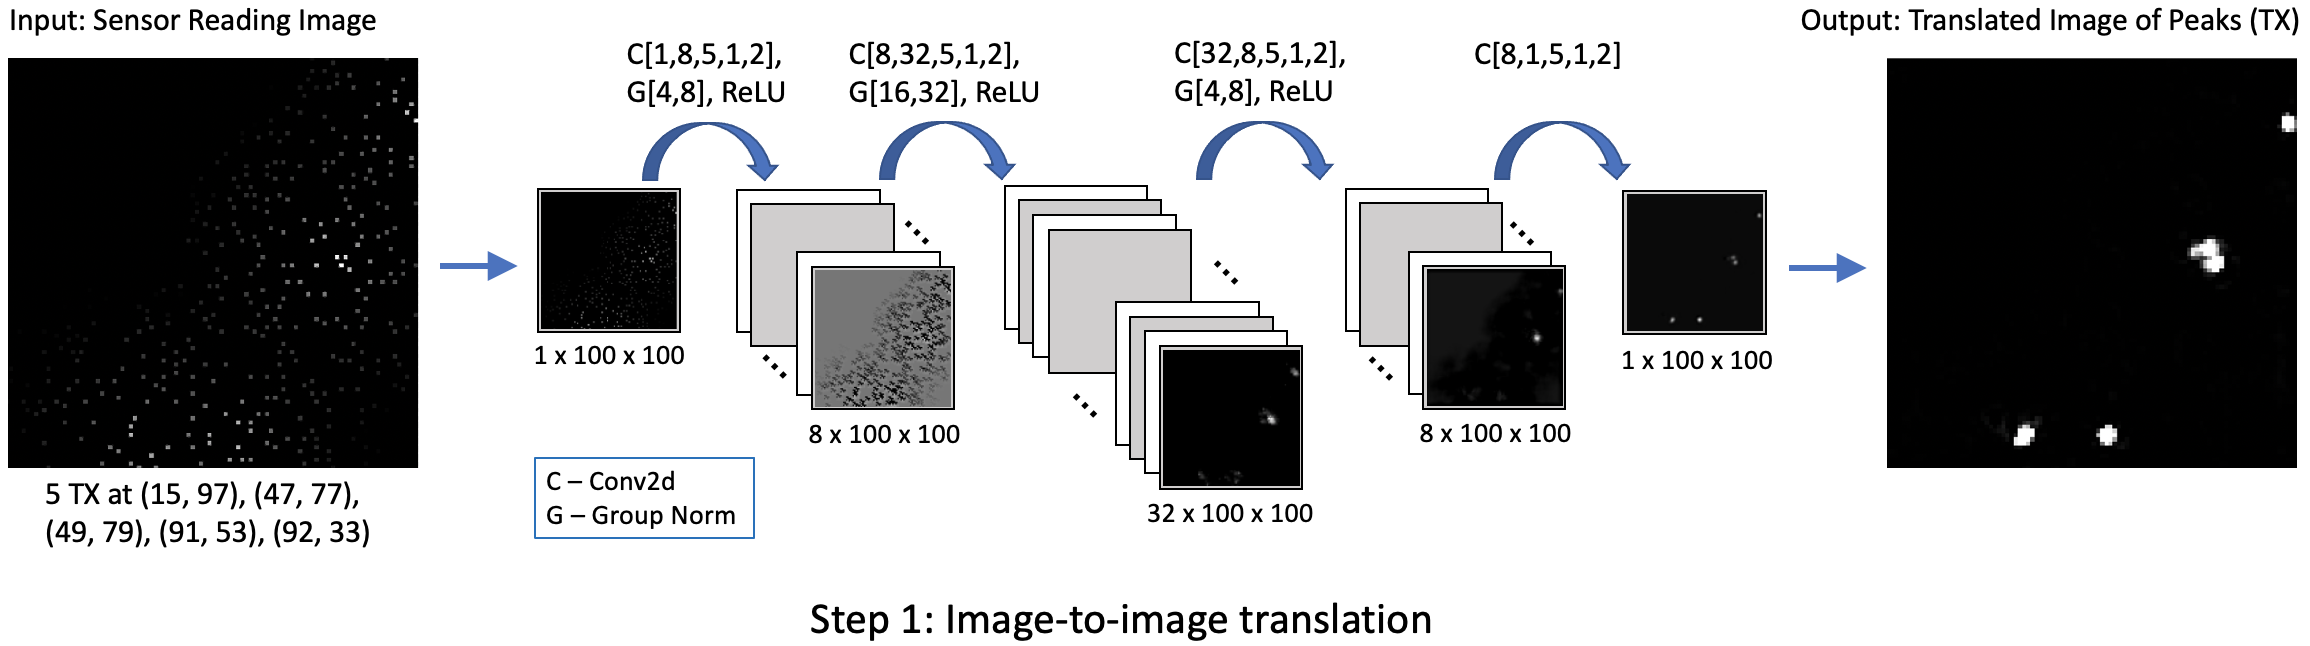 Input: Sensor Reading Image
Output: Translated Image of Peaks (TX)
C[1,8,5,1,2],
G[4,8], ReLU
C[8,32,5,1,2],
G[16,32], ReLU
C[32,8,5,1,2],
G[4,8], ReLU
C[8,1,5,1,2]
1 x 100 x 100
8 x 100 x 100
32 x 100 x 100
8 x 100 x 100
1 x 100 x 100
C – Conv2d
G – Group Norm
5 TX at (15, 97), (47, 77),
(49, 79), (91, 53), (92, 33)
Step 1: Image-to-image translation